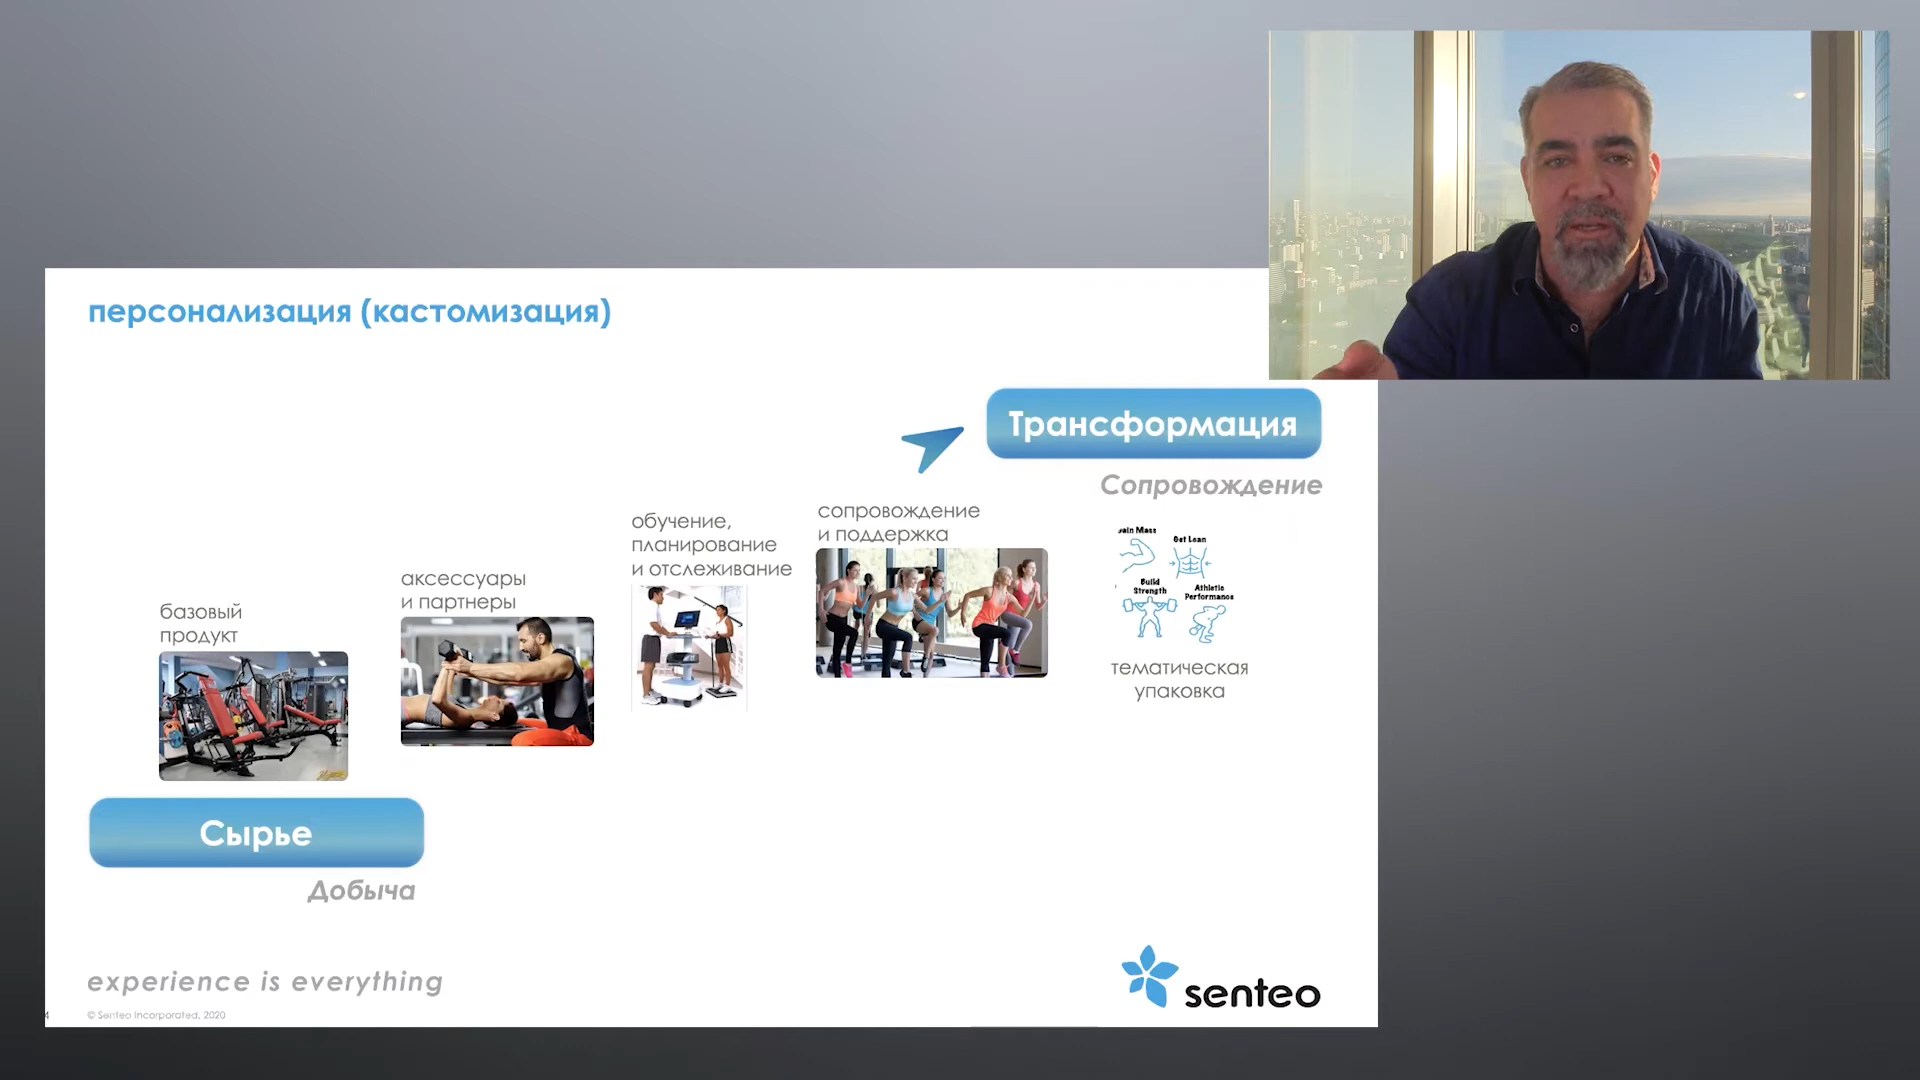 персонализация (кастомизация)
Трансформация
Сопровождение
сопровождение
и поддержка
обучение,
планирование
и отслеживание
аксессуары
и партнеры
базовый
продукт
Get Lean
Build
Strength
Athletic
Performance
тематическая
упаковка
Сырье
Добыча
experience is everything
senteo
4
© Senteo Incorporated, 2020